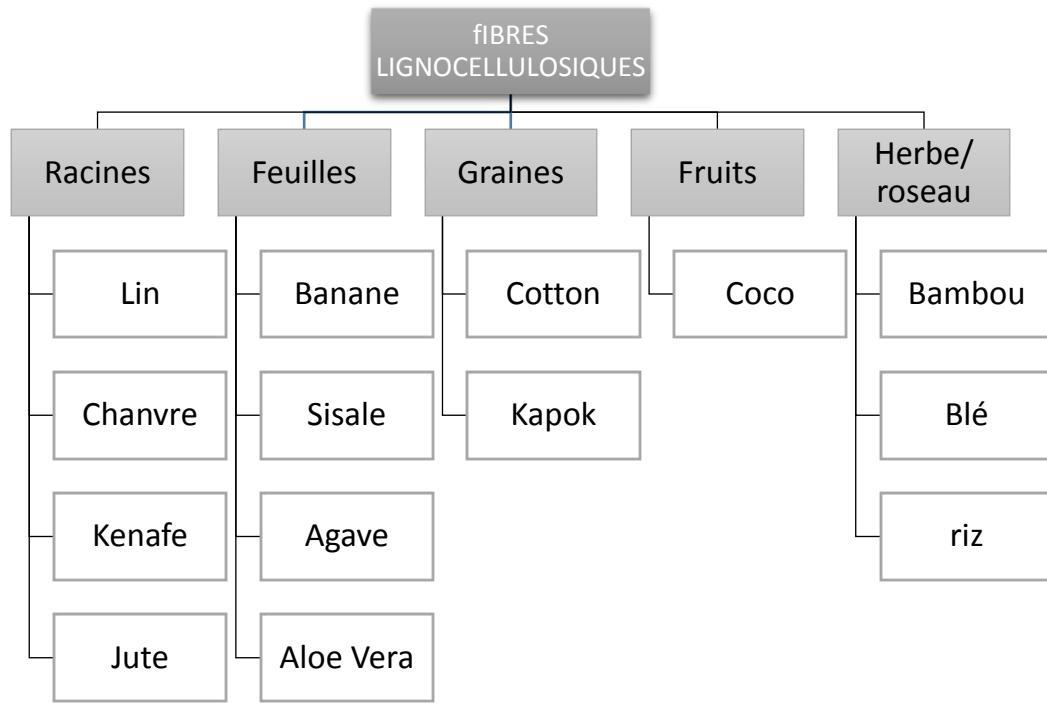 fIBRES
LIGNOCELLULOSIQUES
Racines
Lin
Chanvre
Kenafe
Jute
Feuilles
Banane
Sisale
Agave
Aloe Vera
Graines
Cotton
Kapok
Fruits
Coco
Herbe/
roseau
Bambou
Blé
riz